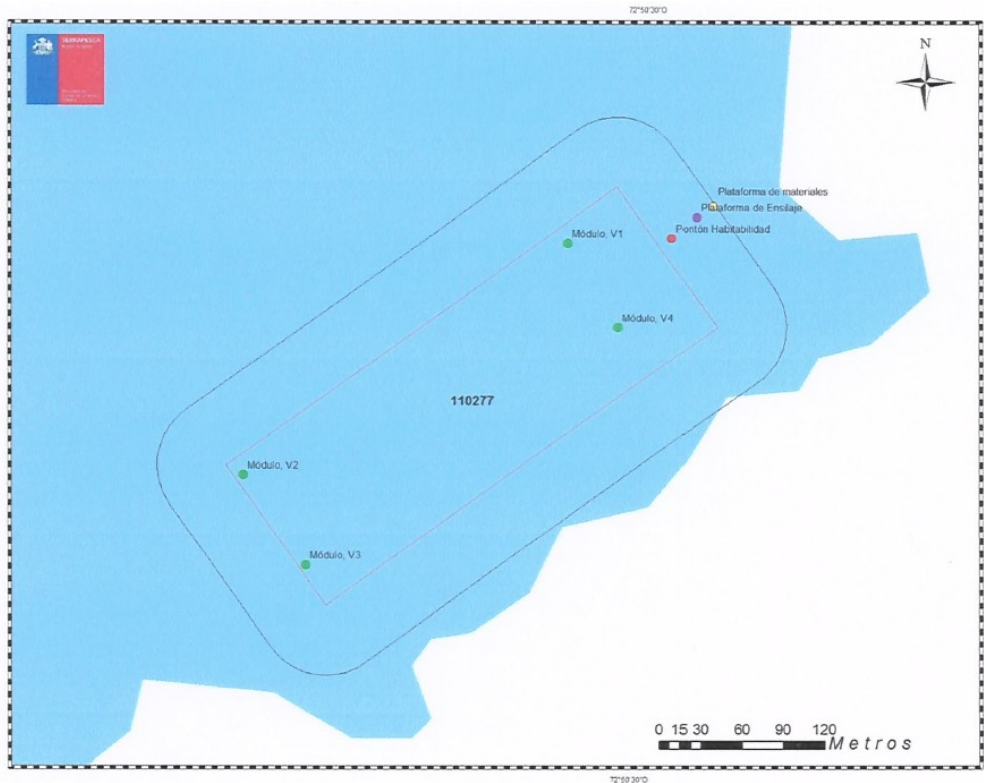 72°50'30"O
SERNAPESCA
N
Plataforma de materiales
Plataforma de Ensilaje
Pontón Habitabilidad
Módulo, V1
Módulo, V4
110277
Módulo, V2
Módulo, V3
0 15 30 60 90 120
Metros
72°50'30"O